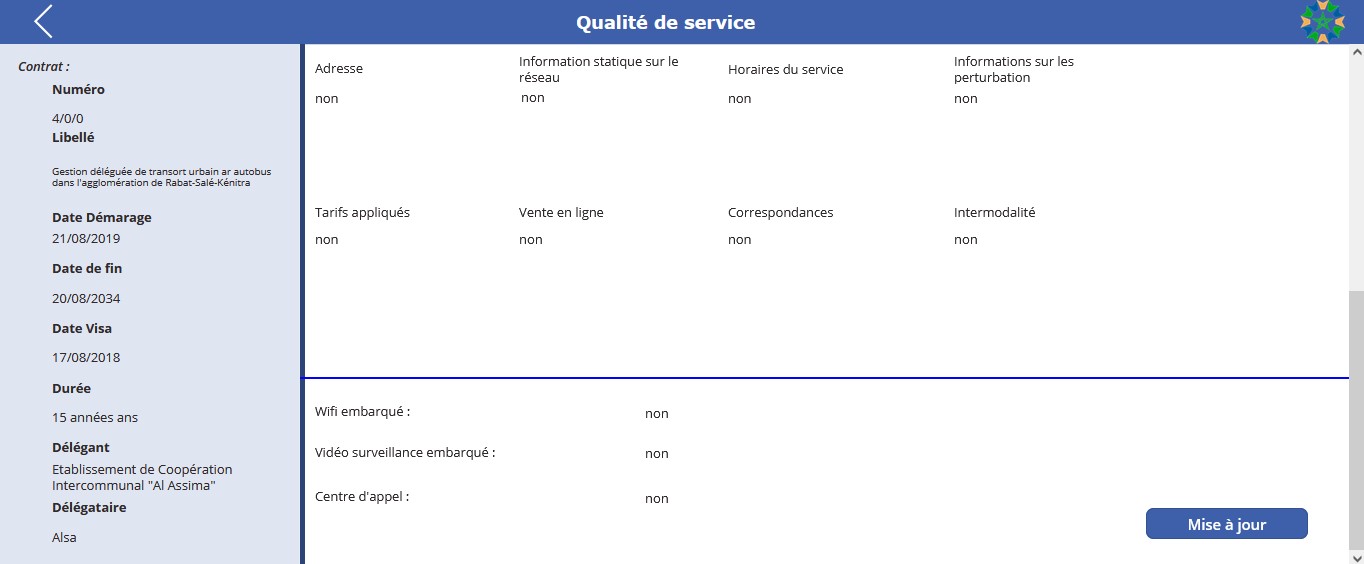 Qualité de service
Contrat :
Numéro
4/0/0
Libellé
Gestion déléguée de transort urbain ar autobus
dans l'agglomération de Rabat-Salé-Kénitra
Date Démarage
21/08/2019
Date de fin
20/08/2034
Date Visa
17/08/2018
Durée
15 années ans
Délégant
Etablissement de Coopération
Intercommunal "Al Assima"
Délégataire
Alsa
Adresse
non
Information statique sur le
réseau
non
Horaires du service
non
Informations sur les
perturbation
non
Tarifs appliqués
non
Vente en ligne
non
Correspondances
non
Intermodalité
non
Wifi embarqué : non
Vidéo surveillance embarqué : non
Centre d'appel : non
Mise à jour